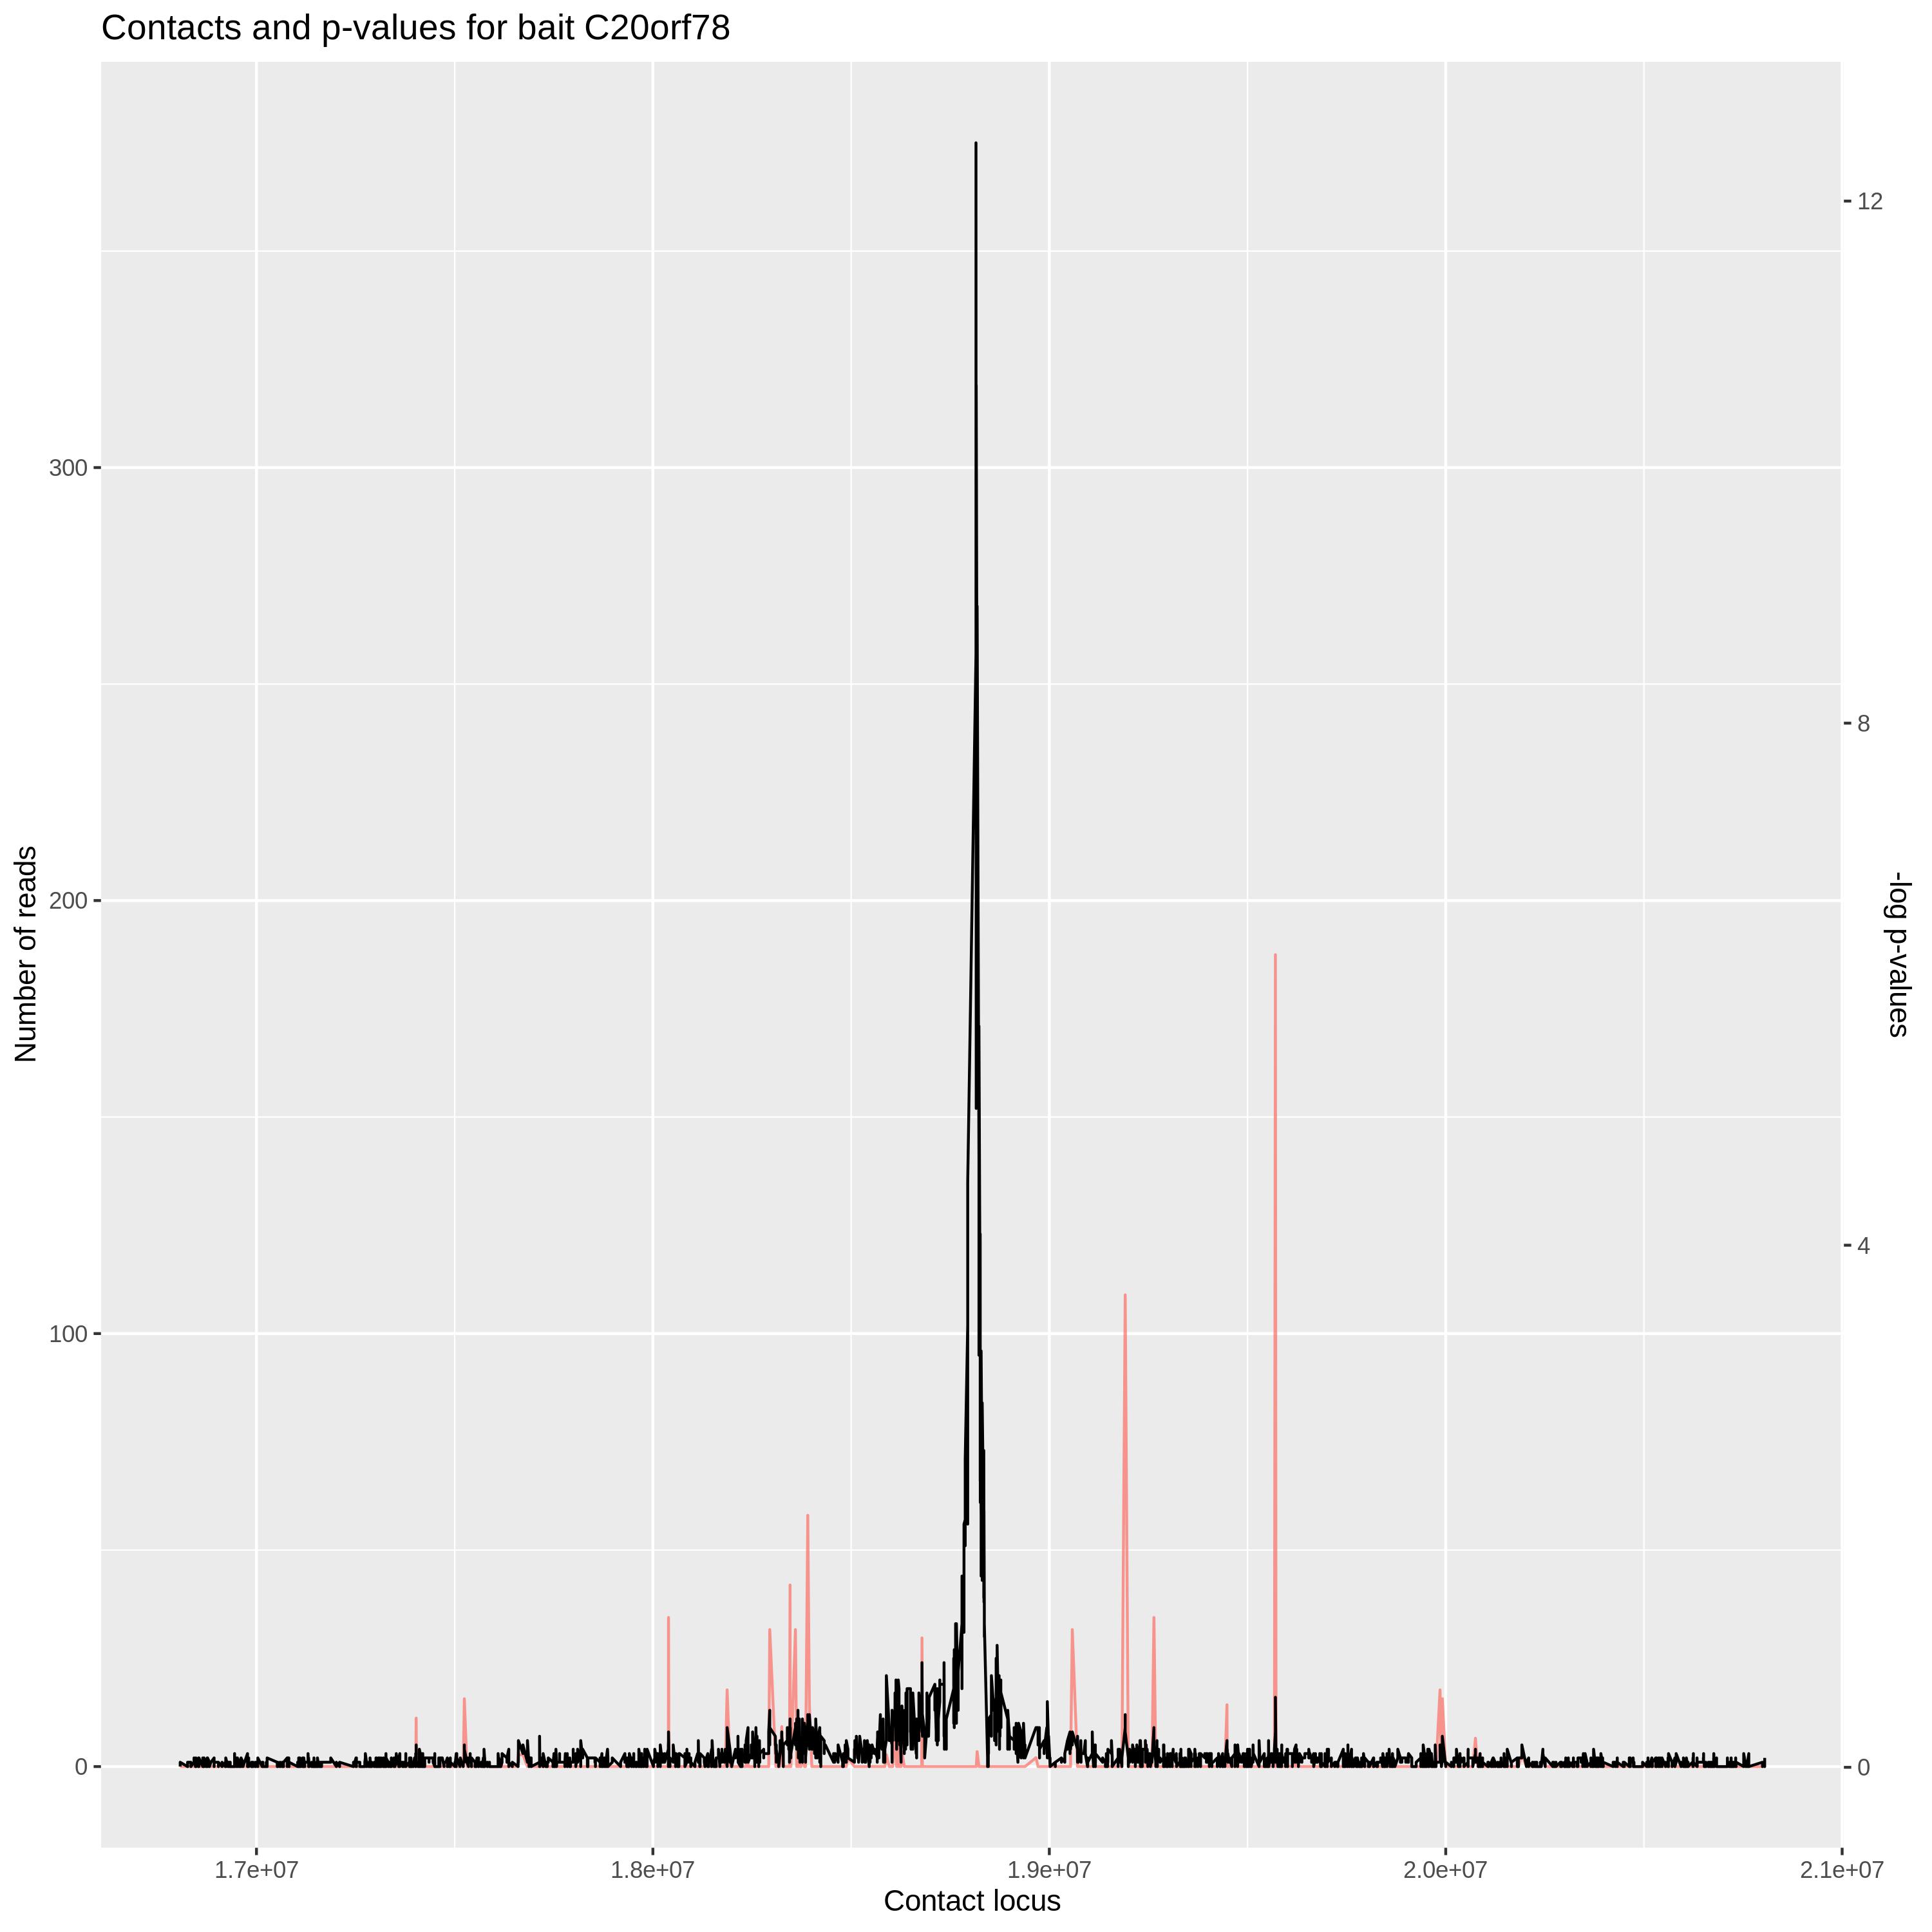 Contacts and p-values for bait C20orf78
Number of reads
300
200
100
0
12
8
4
0
-log p-values
1.7e+07
1.8e+07
1.9e+07
2.0e+07
2.1e+07
Contact locus